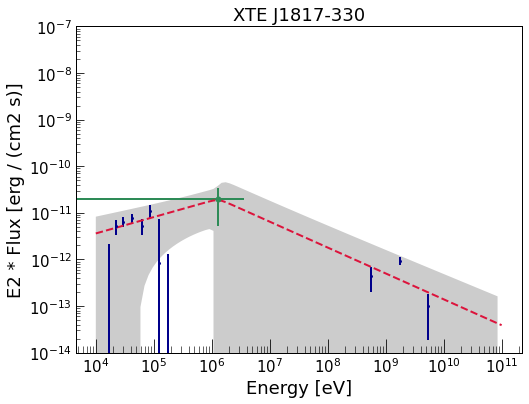 XTE J1817-330
E2 * Flux [erg / (cm2 s)]
10⁻⁷
10⁻⁸
10⁻⁹
10⁻¹⁰
10⁻¹¹
10⁻¹²
10⁻¹³
10⁻¹⁴
10⁴ 10⁵ 10⁶ 10⁷ 10⁸ 10⁹ 10¹⁰ 10¹¹
Energy [eV]